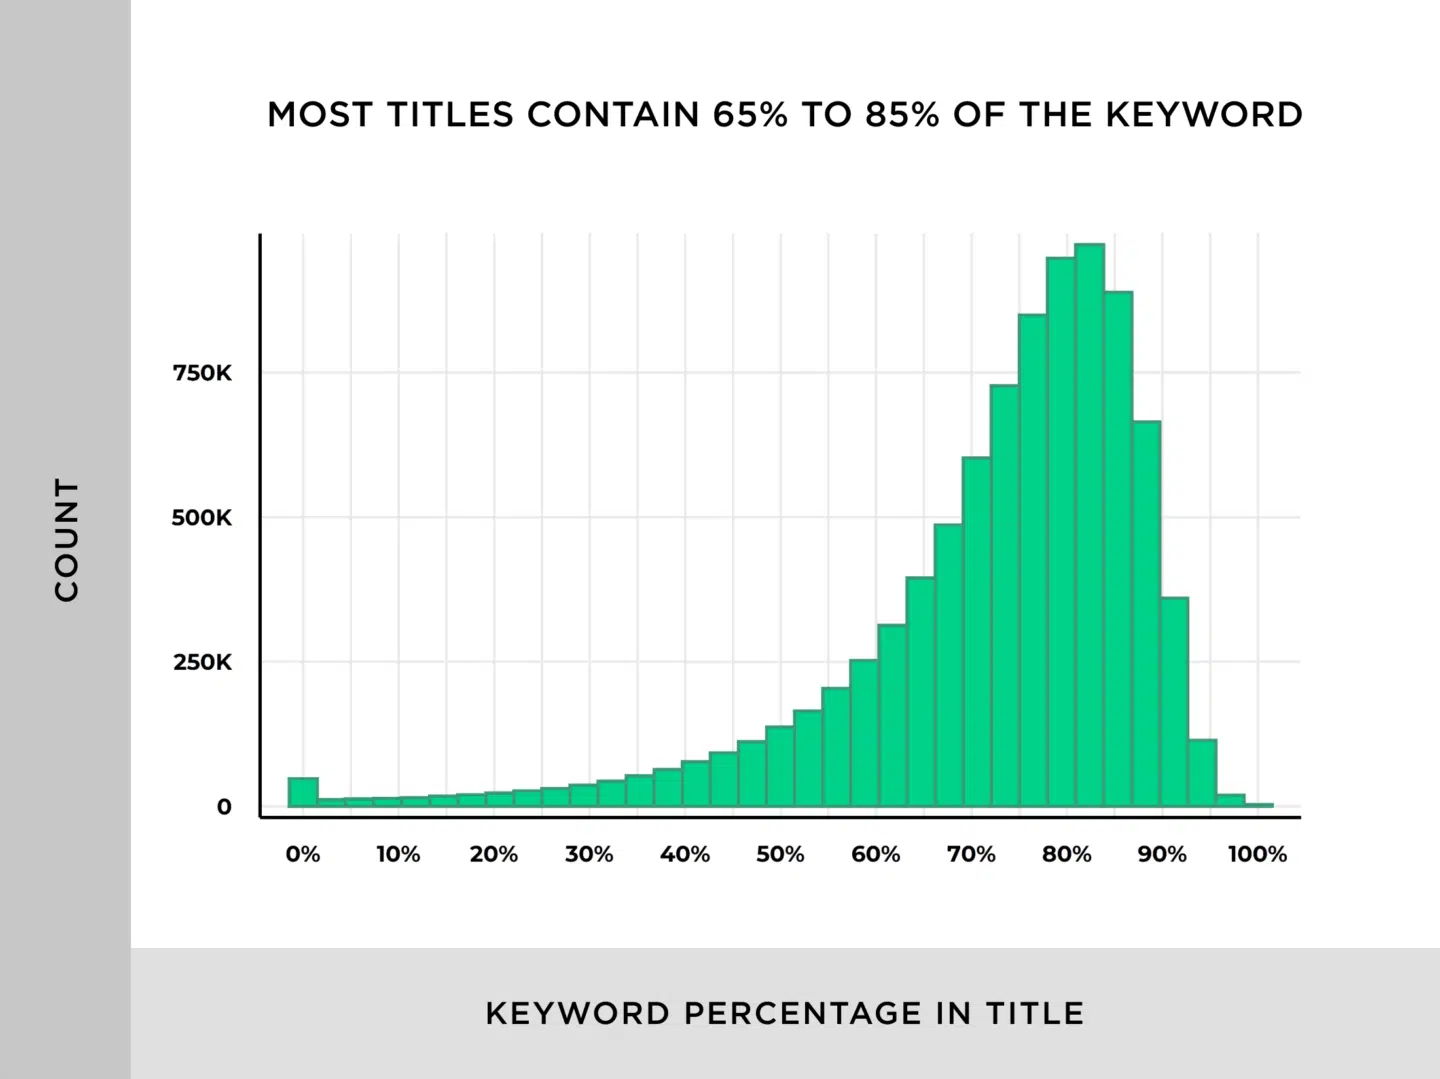 MOST TITLES CONTAIN 65% TO 85% OF THE KEYWORD
COUNT
750K
500K
250K
0
0% 10% 20% 30% 40% 50% 60% 70% 80% 90% 100%
KEYWORD PERCENTAGE IN TITLE